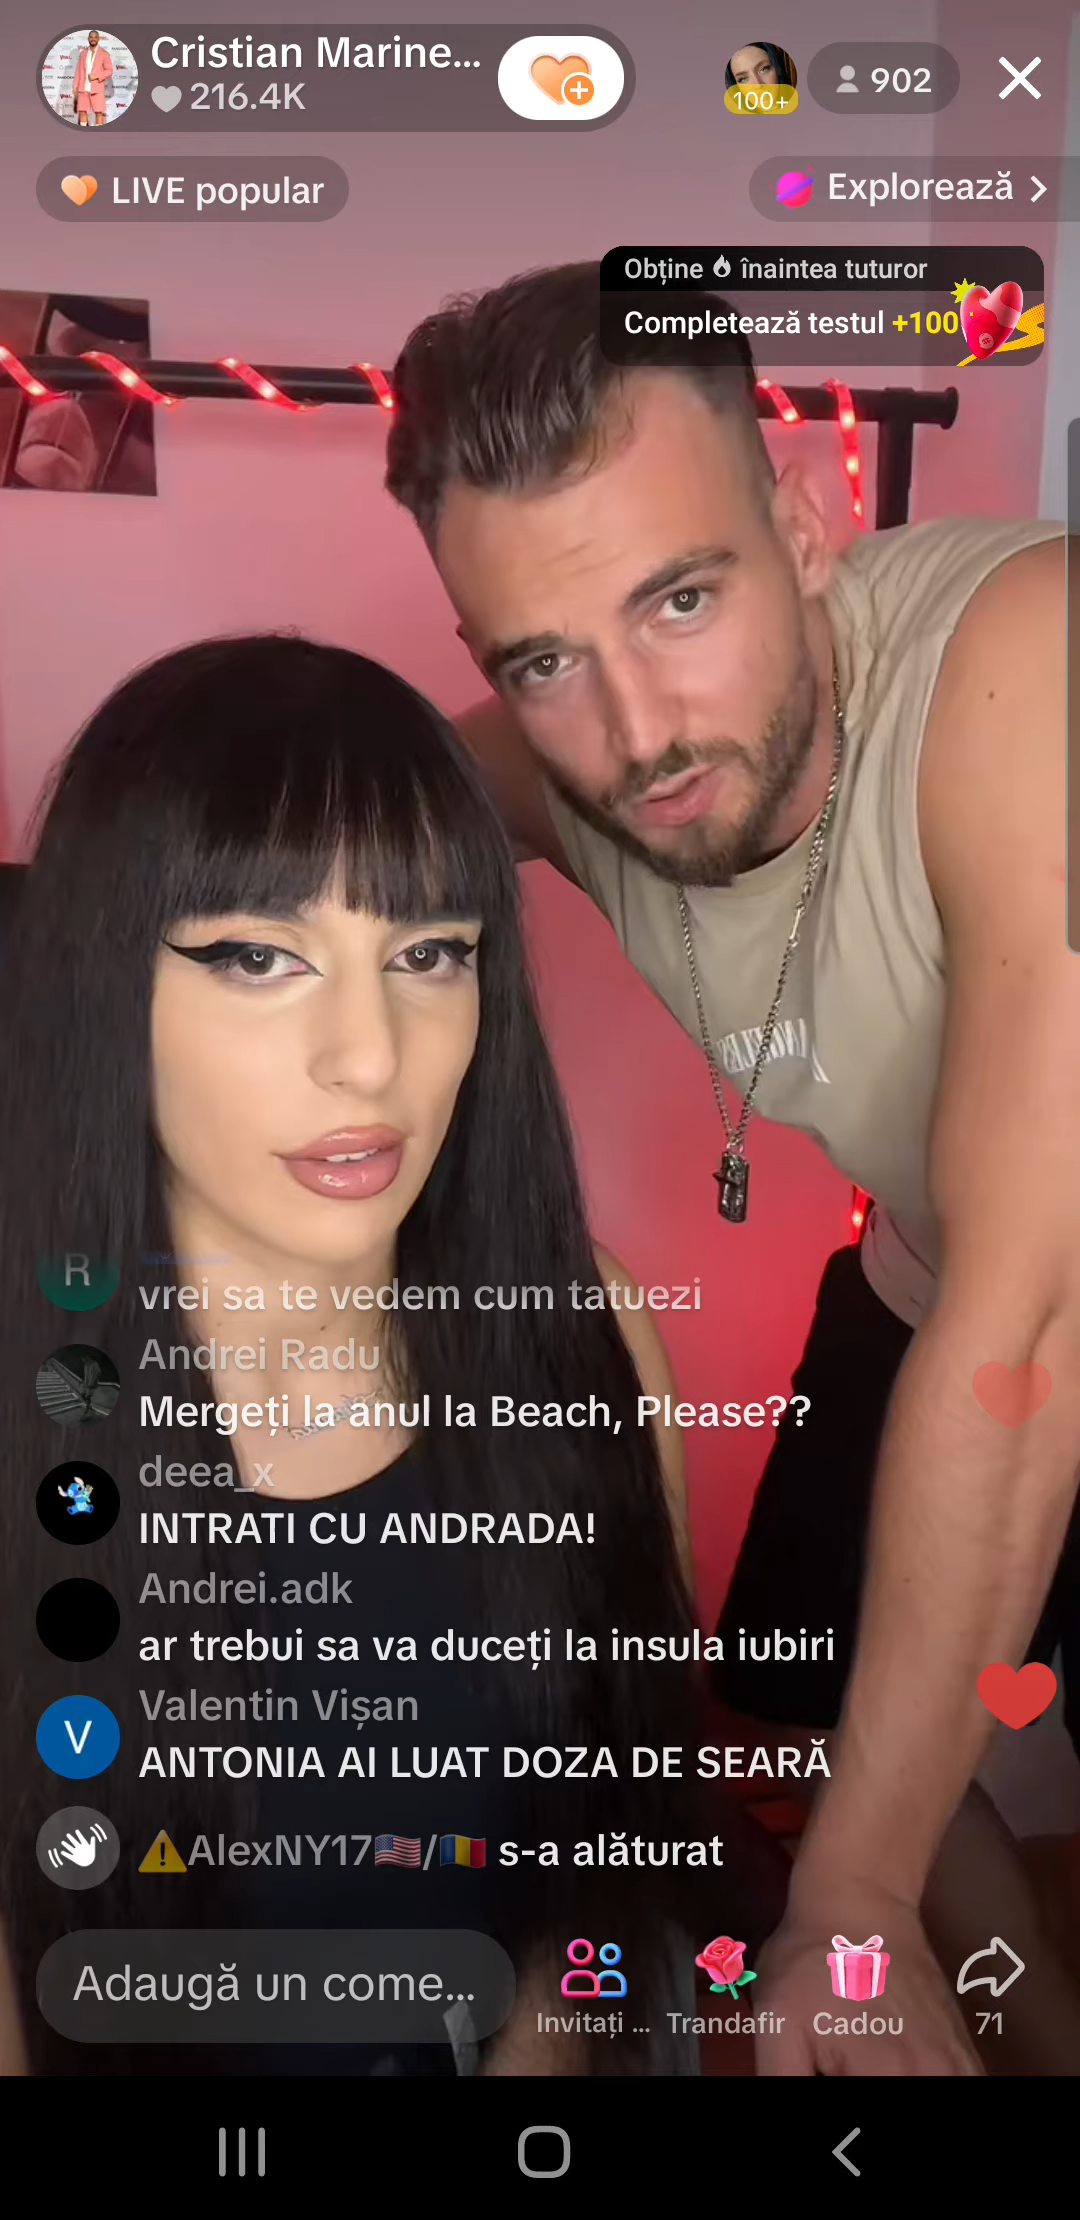 Cristian Marine...
216.4K
100+
902
LIVE popular
Explorează
Obține 🔥 înaintea tuturor
Completează testul +100
R
vrei sa te vedem cum tatuezi
Andrei Radu
Mergeți la anul la Beach, Please??
deea_x
INTRATI CU ANDRADA!
Andrei.adk
ar trebui sa va duceți la insula iubiri
V
Valentin Vișan
ANTONIA AI LUAT DOZA DE SEARĂ
⚠️AlexNY17🇺🇸/🇷🇴 s-a alăturat
Adaugă un come...
Invitați ...
Trandafir
Cadou
71